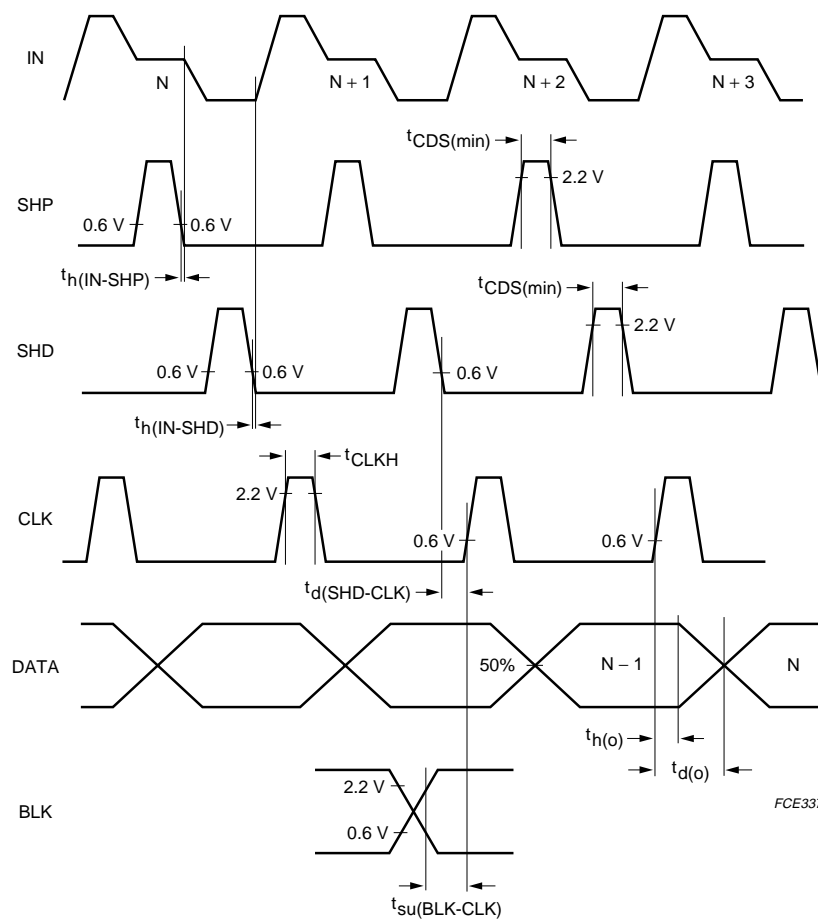 IN
N
N + 1
N + 2
N + 3
tCDS(min)
2.2 V
SHP
0.6 V
0.6 V
th(IN-SHP)
tCDS(min)
2.2 V
SHD
0.6 V
0.6 V
0.6 V
th(IN-SHD)
tCLKH
2.2 V
CLK
0.6 V
0.6 V
td(SHD-CLK)
DATA
50%
N − 1
N
th(o)
td(o)
2.2 V
BLK
0.6 V
FCE337
tsu(BLK-CLK)